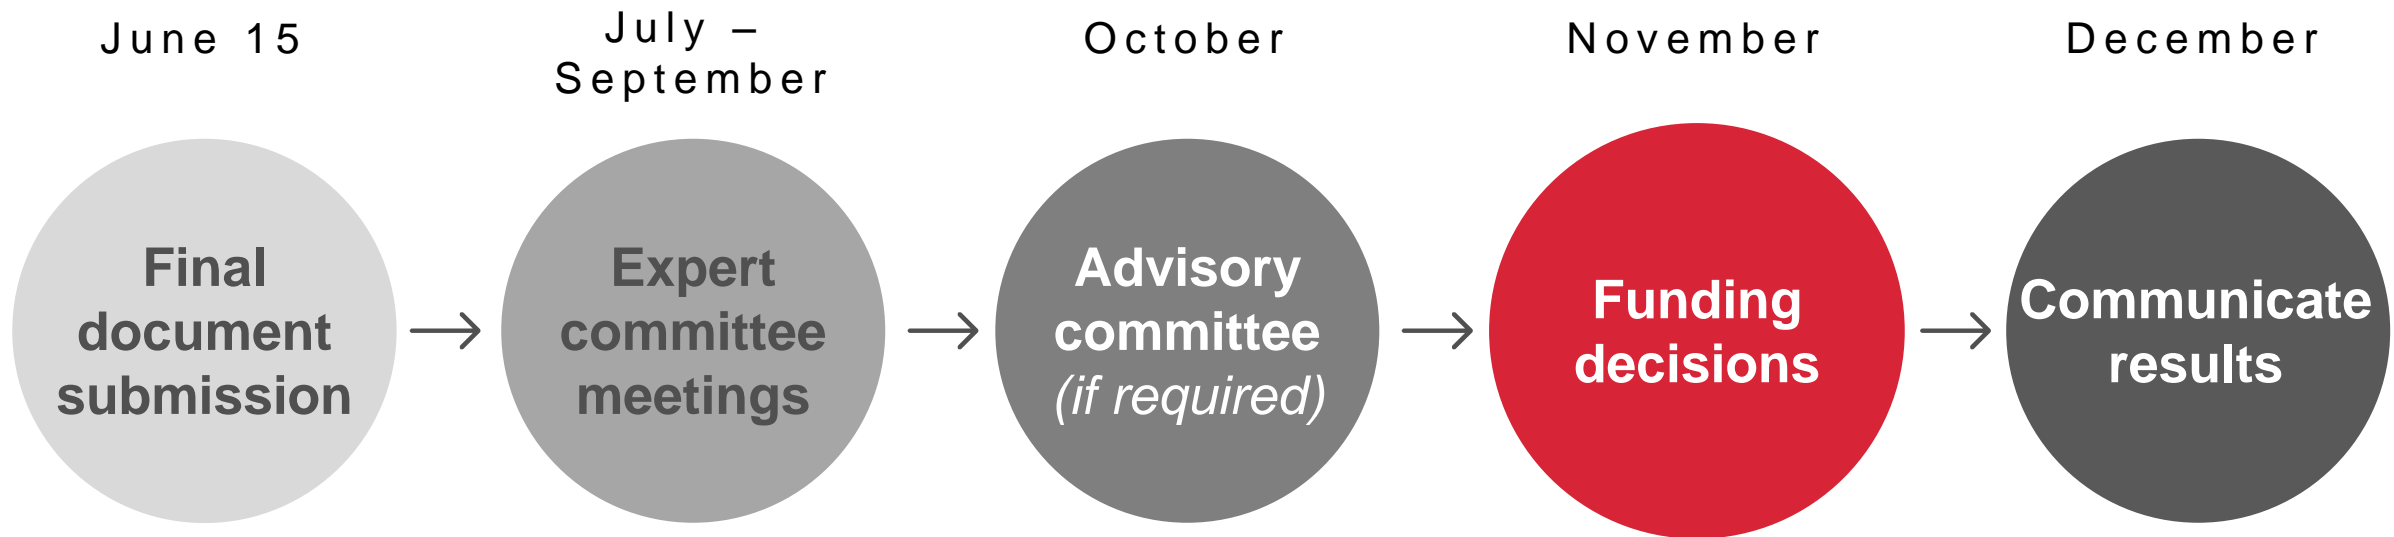 June 15
July –
September
October
November
December
Final
document
submission
Expert
committee
meetings
Advisory
committee
(if required)
Funding
decisions
Communicate
results